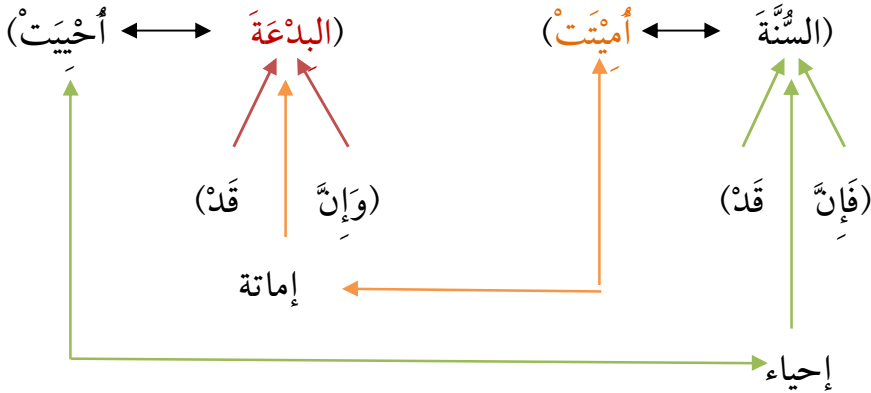 (السُّنَّةَ أُمِيْتَتْ) (البِدْعَةَ أُحْيِيَتْ)
(فَإِنَّ قَدْ) (وَإِنَّ قَدْ)
إماتة
إحياء